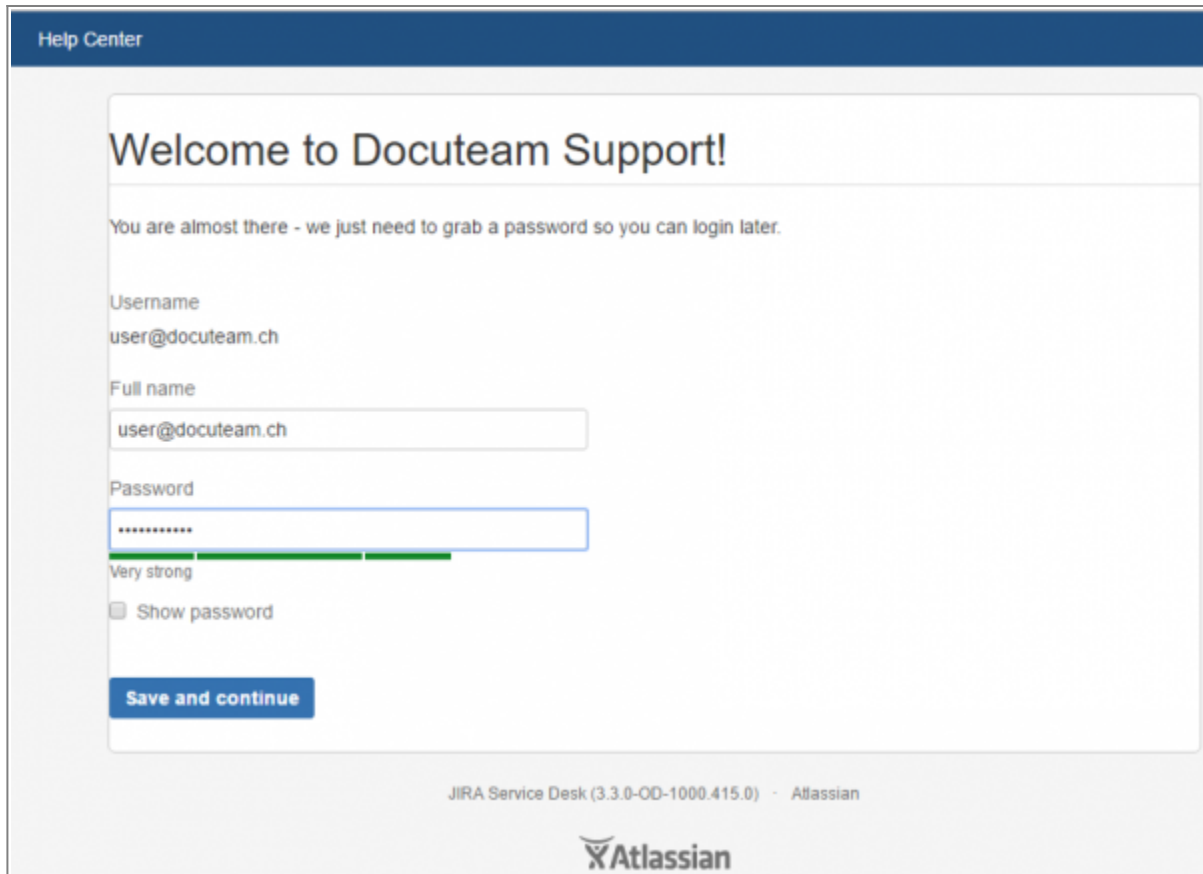 Help Center
Welcome to Docuteam Support!
You are almost there - we just need to grab a password so you can login later.
Username
user@docuteam.ch
Full name
user@docuteam.ch
Password
•••••••••••
Very strong
Show password
Save and continue
JIRA Service Desk (3.3.0-OD-1000.415.0) · Atlassian
Atlassian